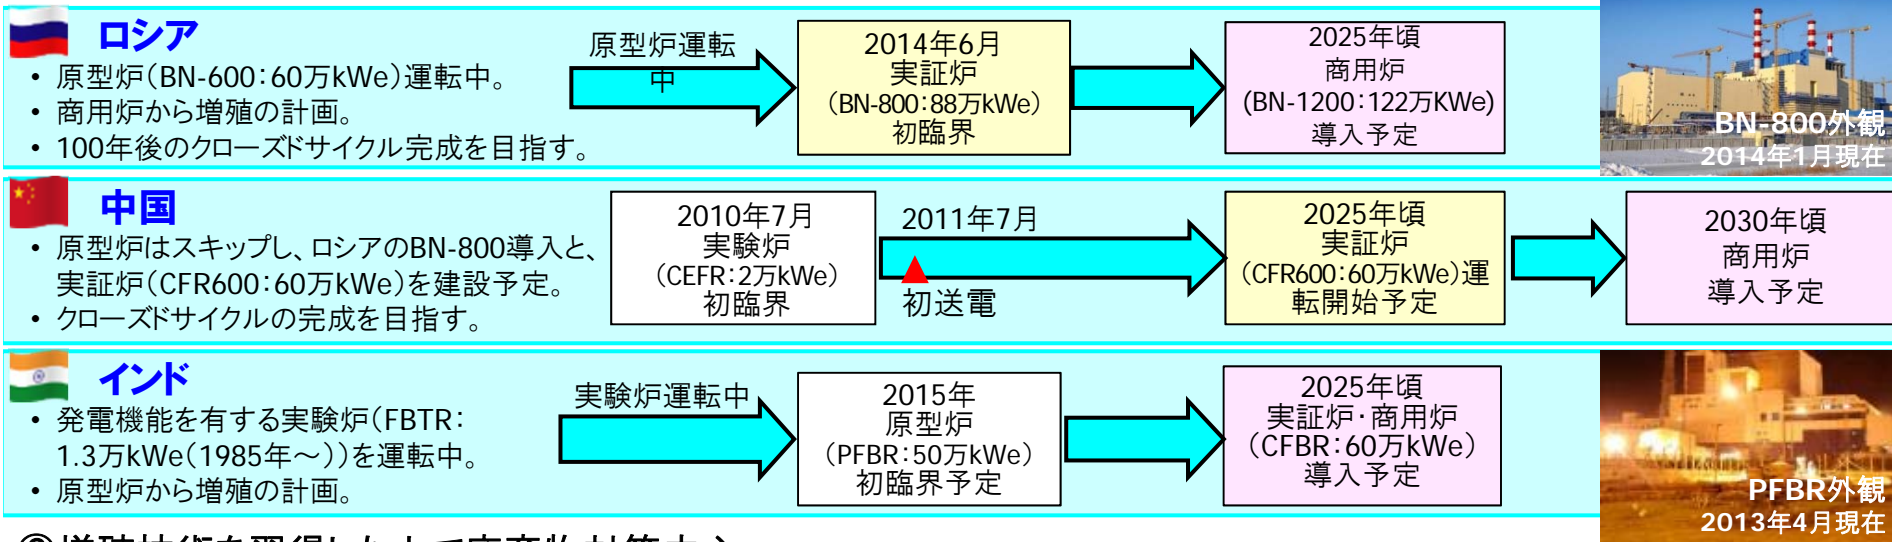 ロシア
• 原型炉(BN-600：60万kWe)運転中。
• 商用炉から増殖の計画。
• 100年後のクローズドサイクル完成を目指す。
原型炉運転
中
2014年6月
実証炉
(BN-800：88万kWe)
初臨界
2025年頃
商用炉
(BN-1200：122万KWe)
導入予定
BN-800外観
2014年1月現在
中国
• 原型炉はスキップし、ロシアのBN-800導入と、
実証炉(CFR600：60万kWe)を建設予定。
• クローズドサイクルの完成を目指す。
2010年7月
実験炉
(CEFR：2万kWe)
初臨界
2011年7月
初送電
2025年頃
実証炉
(CFR600：60万kWe)運
転開始予定
2030年頃
商用炉
導入予定
インド
• 発電機能を有する実験炉(FBTR：
1.3万kWe(1985年～))を運転中。
• 原型炉から増殖の計画。
実験炉運転中
2015年
原型炉
(PFBR：50万kWe)
初臨界予定
2025年頃
実証炉・商用炉
(CFBR：60万kWe)
導入予定
PFBR外観
2013年4月現在